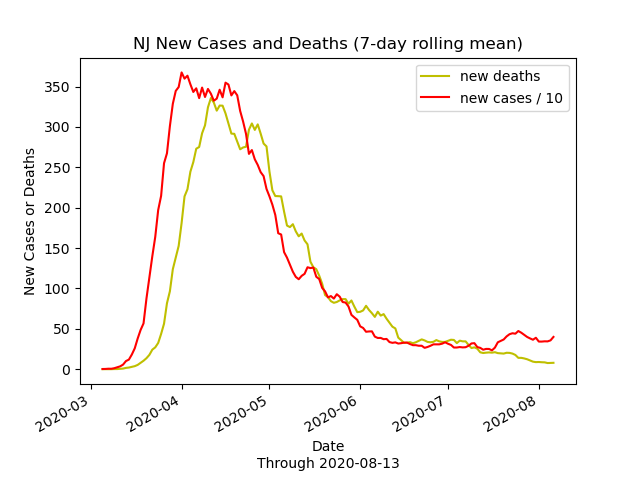 NJ New Cases and Deaths (7-day rolling mean)
new deaths
new cases / 10
New Cases or Deaths
350
300
250
200
150
100
50
0
2020-03
2020-04
2020-05
2020-06
2020-07
2020-08
Date
Through 2020-08-13